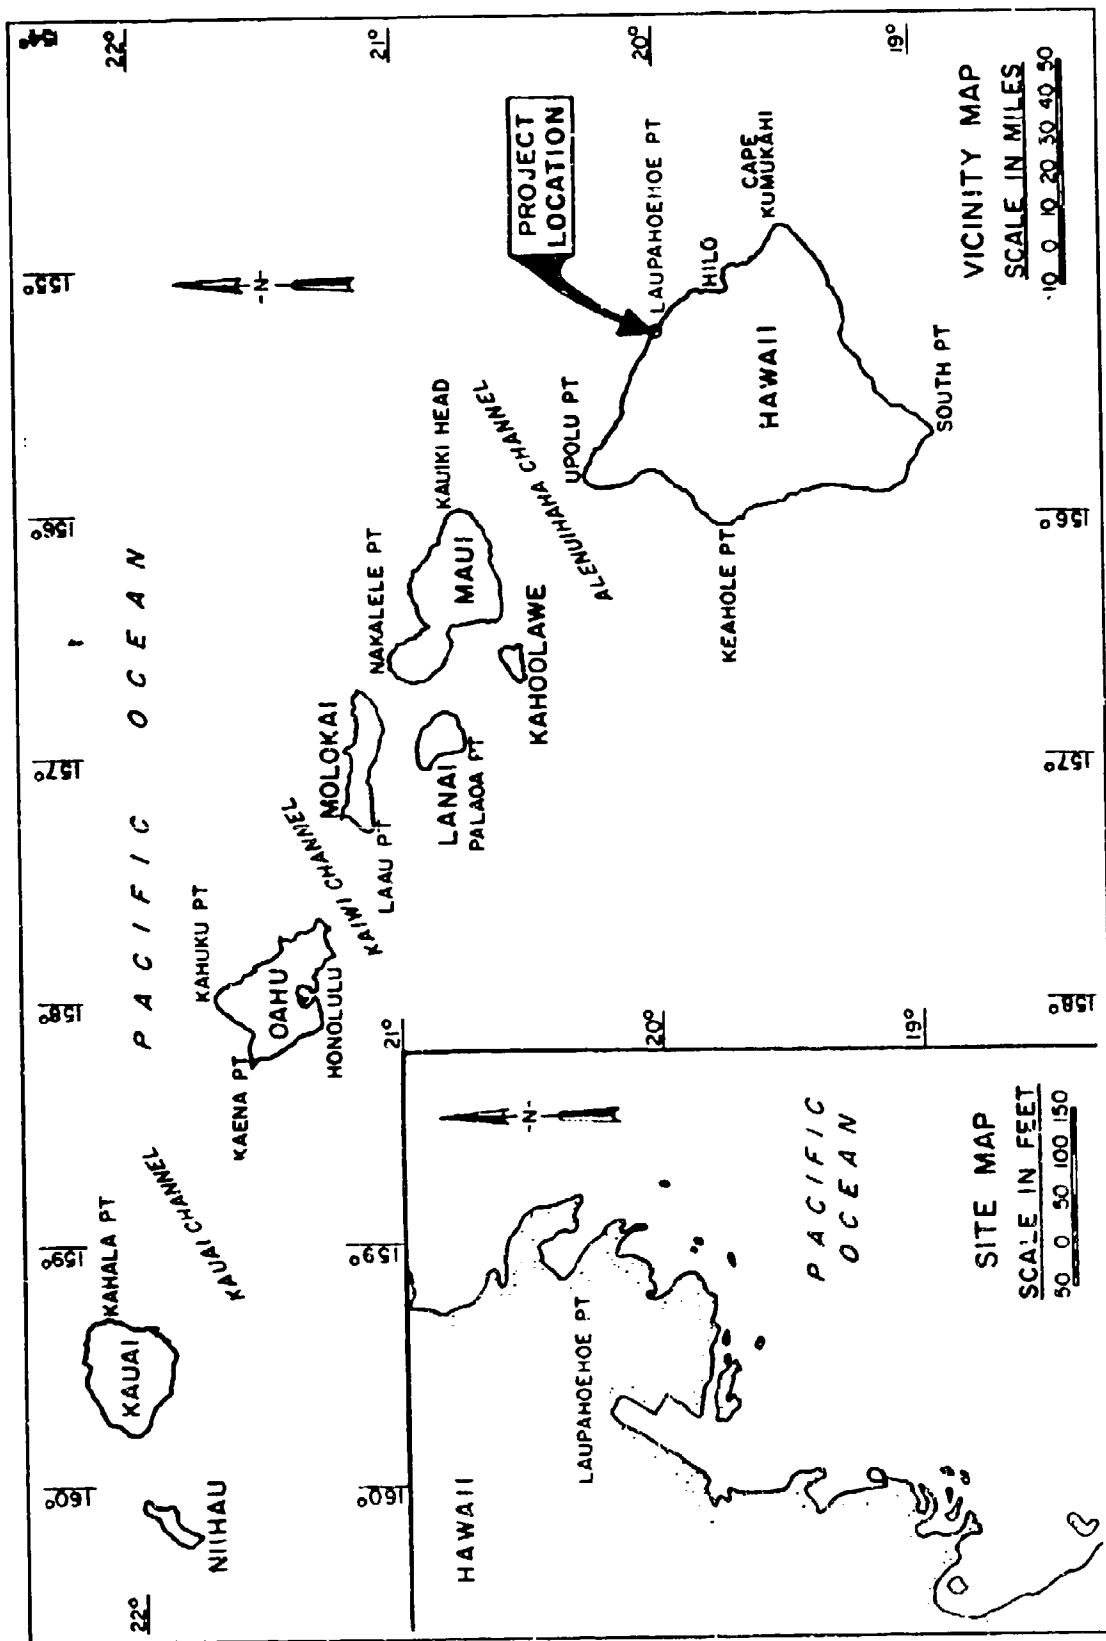 160°
159°
158°
157°
156°
155°
154°
22°
22°
NIIHAU
KAUAI
KAHALA PT
KAUAI CHANNEL
KAENA PT
KAHUKU PT
OAHU
HONOLULU
PACIFIC OCEAN
KAIWI CHANNEL
LAAU PT
MOLOKAI
LANAI
PALAOA PT
NAKALELE PT
MAUI
KAUIKI HEAD
KAHOOLAWE
ALENUIHAHA CHANNEL
-N-
PROJECT
LOCATION
21°
20°
19°
UPOLU PT
LAUPAHOEHOE PT
HILO
CAPE
KUMUKAHI
HAWAII
KEAHOLE PT
SOUTH PT
VICINITY MAP
SCALE IN MILES
10 0 10 20 30 40 50
156°
157°
158°
21°
20°
19°
160°
159°
HAWAII
LAUPAHOEHOE PT
-N-
PACIFIC
OCEAN
SITE MAP
SCALE IN FEET
50 0 50 100 150